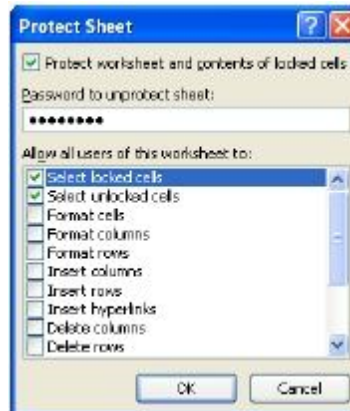 Protect Sheet
Protect worksheet and contents of locked cells
Password to unprotect sheet:
••••••••
Allow all users of this worksheet to:
Select locked cells
Select unlocked cells
Format cells
Format columns
Format rows
Insert columns
Insert rows
Insert hyperlinks
Delete columns
Delete rows
OK
Cancel